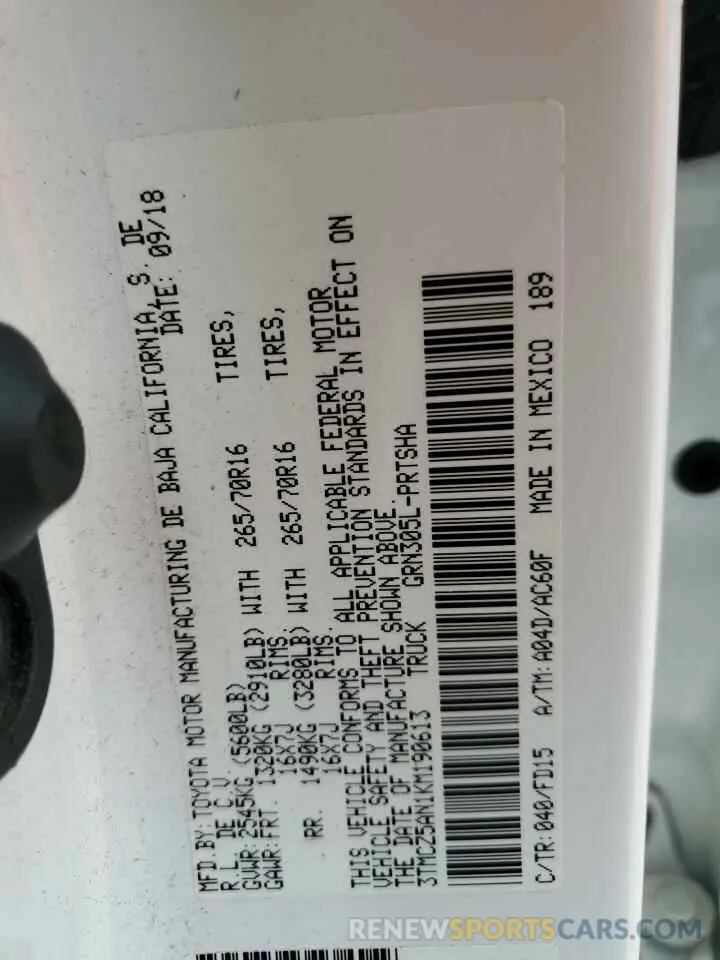 MFD.BY:TOYOTA MOTOR MANUFACTURING DE BAJA CALIFORNIA, S. DE
R.L. DE C.V. DATE: 09/18
GVWR:2545KG (5600LB)
GAWR:FRT. 1320KG (2910LB) WITH 265/70R16 TIRES,
16X7J RIMS;
RR. 1490KG (3280LB) WITH 265/70R16 TIRES,
16X7J RIMS.
THIS VEHICLE CONFORMS TO ALL APPLICABLE FEDERAL MOTOR
VEHICLE SAFETY AND THEFT PREVENTION STANDARDS IN EFFECT ON
THE DATE OF MANUFACTURE SHOWN ABOVE.
3TMCZ5AN1KM190613 TRUCK GRN305L-PRTSHA
C/TR:040/FD15 A/TM:A04D/AC60F MADE IN MEXICO 189
RENEWSPORTSCARS.COM